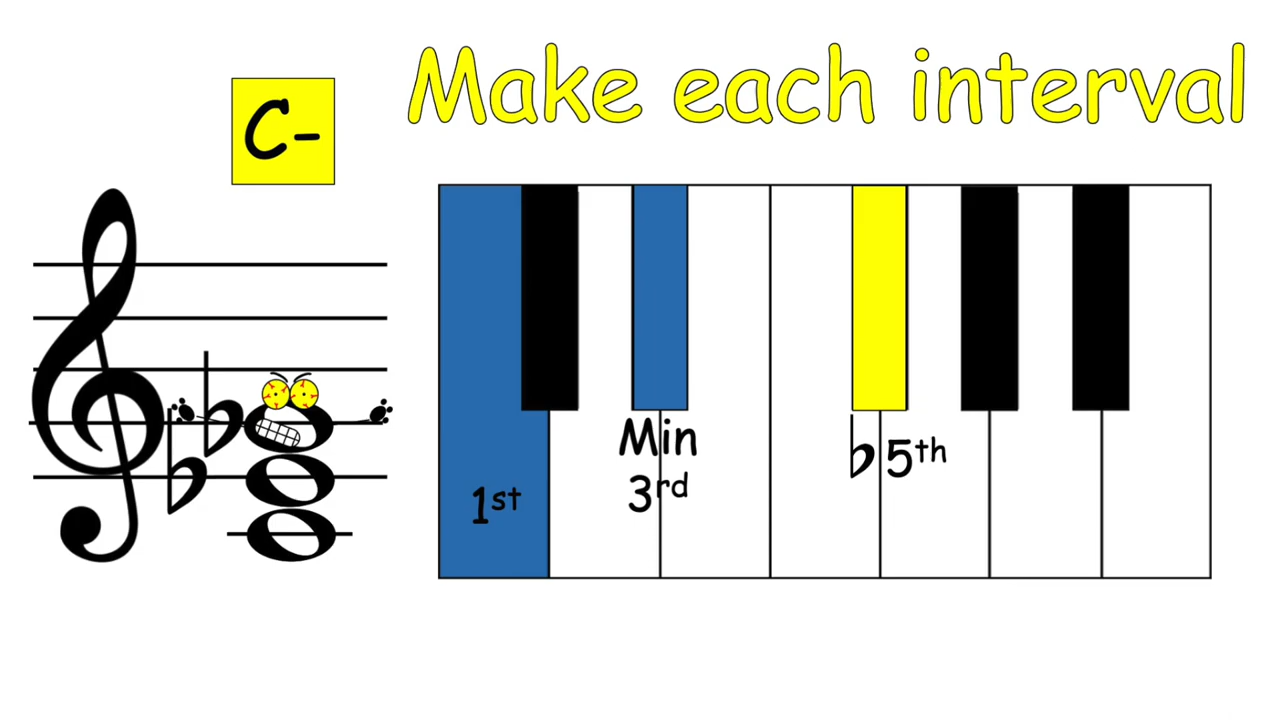 Make each interval
C-
Min
3rd
♭5th
1st